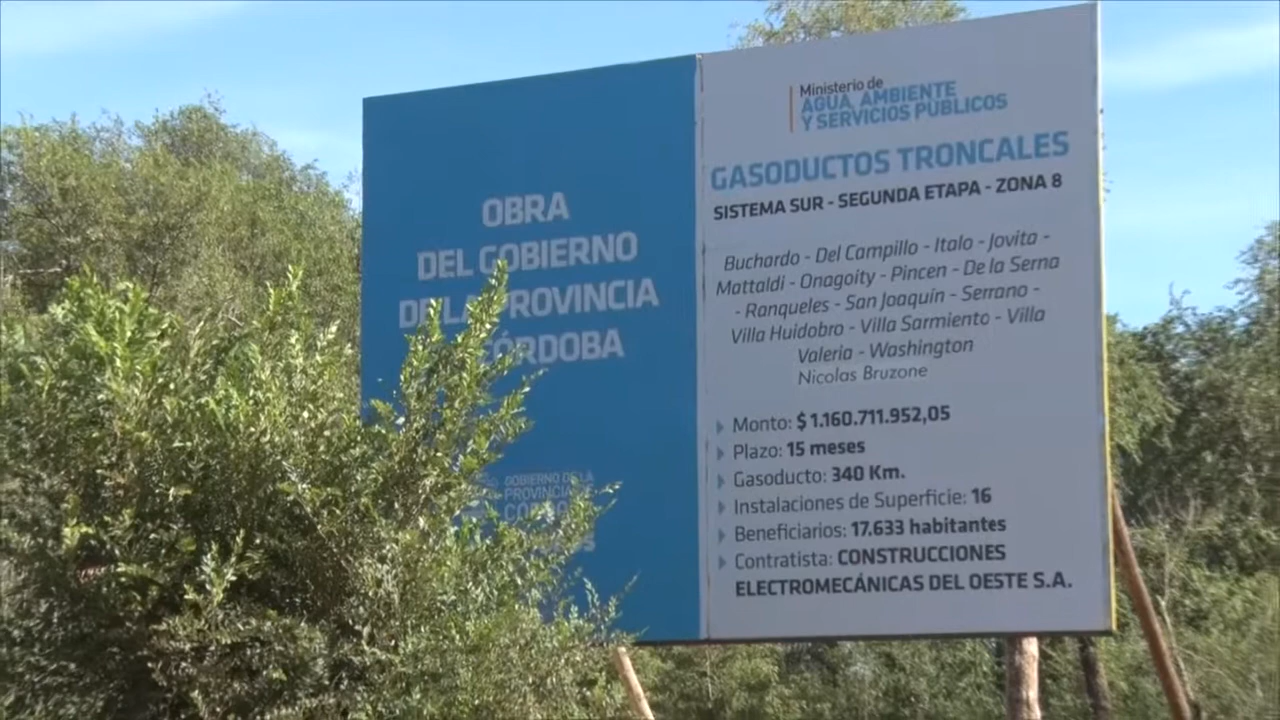 OBRA
DEL GOBIERNO
DE LA PROVINCIA
CÓRDOBA
GOBIERNO DE LA
PROVINCIA DE
Ministerio de
AGUA, AMBIENTE
Y SERVICIOS PÚBLICOS
GASODUCTOS TRONCALES
SISTEMA SUR - SEGUNDA ETAPA - ZONA 8
Buchardo - Del Campillo - Italo - Jovita -
Mattaldi - Onagoity - Pincen - De la Serna
- Ranqueles - San Joaquín - Serrano -
Villa Huidobro - Villa Sarmiento - Villa
Valeria - Washington
Nicolas Bruzone
Monto: $ 1.160.711.952,05
Plazo: 15 meses
Gasoducto: 340 Km.
Instalaciones de Superficie: 16
Beneficiarios: 17.633 habitantes
Contratista: CONSTRUCCIONES
ELECTROMECÁNICAS DEL OESTE S.A.